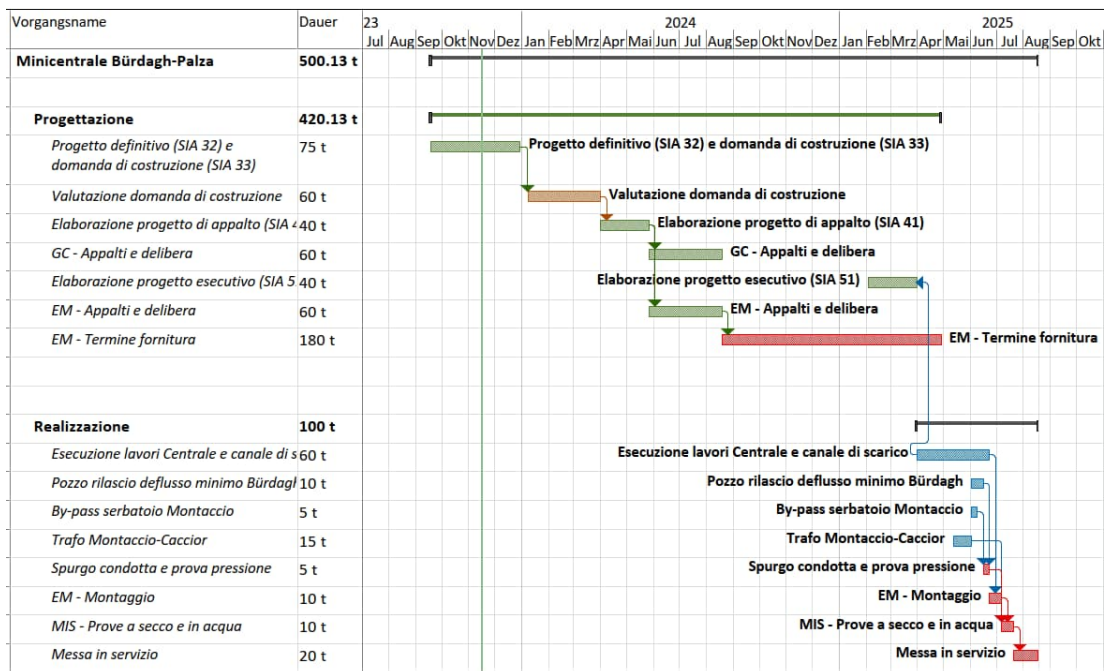 Vorgangsname Dauer 23 2024 2025
Jul Aug Sep Okt Nov Dez Jan Feb Mrz Apr Mai Jun Jul Aug Sep Okt Nov Dez Jan Feb Mrz Apr Mai Jun Jul Aug Sep Okt
Minicentrale Bürdagh-Palza 500.13 t
Progettazione 420.13 t
Progetto definitivo (SIA 32) e 75 t Progetto definitivo (SIA 32) e domanda di costruzione (SIA 33)
domanda di costruzione (SIA 33)
Valutazione domanda di costruzione 60 t Valutazione domanda di costruzione
Elaborazione progetto di appalto (SIA 4 40 t Elaborazione progetto di appalto (SIA 41)
GC - Appalti e delibera 60 t GC - Appalti e delibera
Elaborazione progetto esecutivo (SIA 5 40 t Elaborazione progetto esecutivo (SIA 51)
EM - Appalti e delibera 60 t EM - Appalti e delibera
EM - Termine fornitura 180 t EM - Termine fornitura
Realizzazione 100 t
Esecuzione lavori Centrale e canale di s 60 t Esecuzione lavori Centrale e canale di scarico
Pozzo rilascio deflusso minimo Bürdagh 10 t Pozzo rilascio deflusso minimo Bürdagh
By-pass serbatoio Montaccio 5 t By-pass serbatoio Montaccio
Trafo Montaccio-Caccior 15 t Trafo Montaccio-Caccior
Spurgo condotta e prova pressione 5 t Spurgo condotta e prova pressione
EM - Montaggio 10 t EM - Montaggio
MIS - Prove a secco e in acqua 10 t MIS - Prove a secco e in acqua
Messa in servizio 20 t Messa in servizio